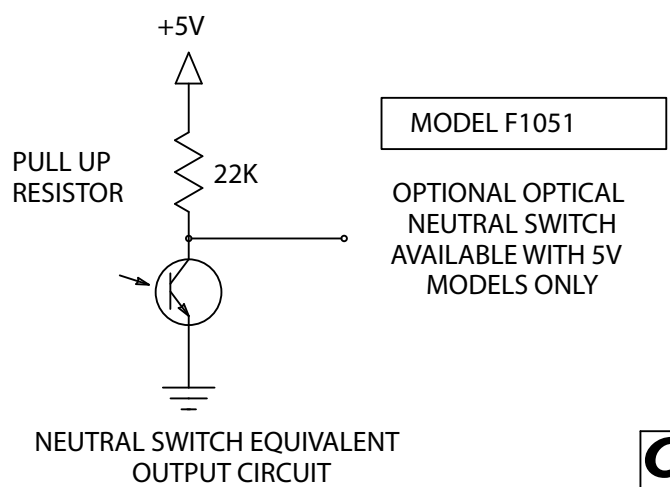 +5V
MODEL F1051
PULL UP
RESISTOR
22K
OPTIONAL OPTICAL
NEUTRAL SWITCH
AVAILABLE WITH 5V
MODELS ONLY
NEUTRAL SWITCH EQUIVALENT
OUTPUT CIRCUIT